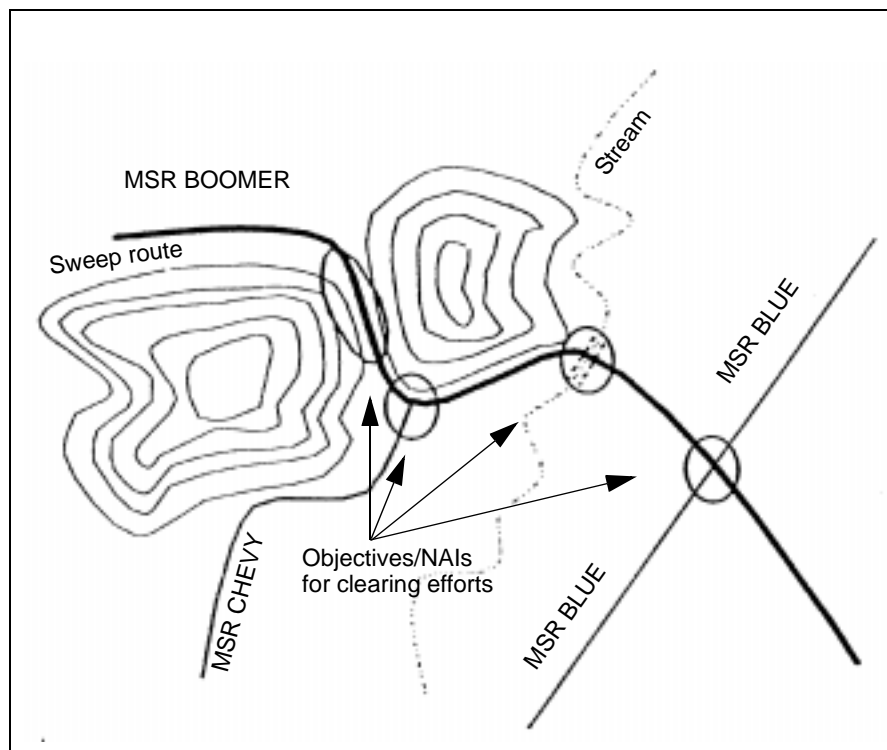 Stream
MSR BOOMER
Sweep route
MSR BLUE
Objectives/NAIs
for clearing efforts
MSR CHEVY
MSR BLUE